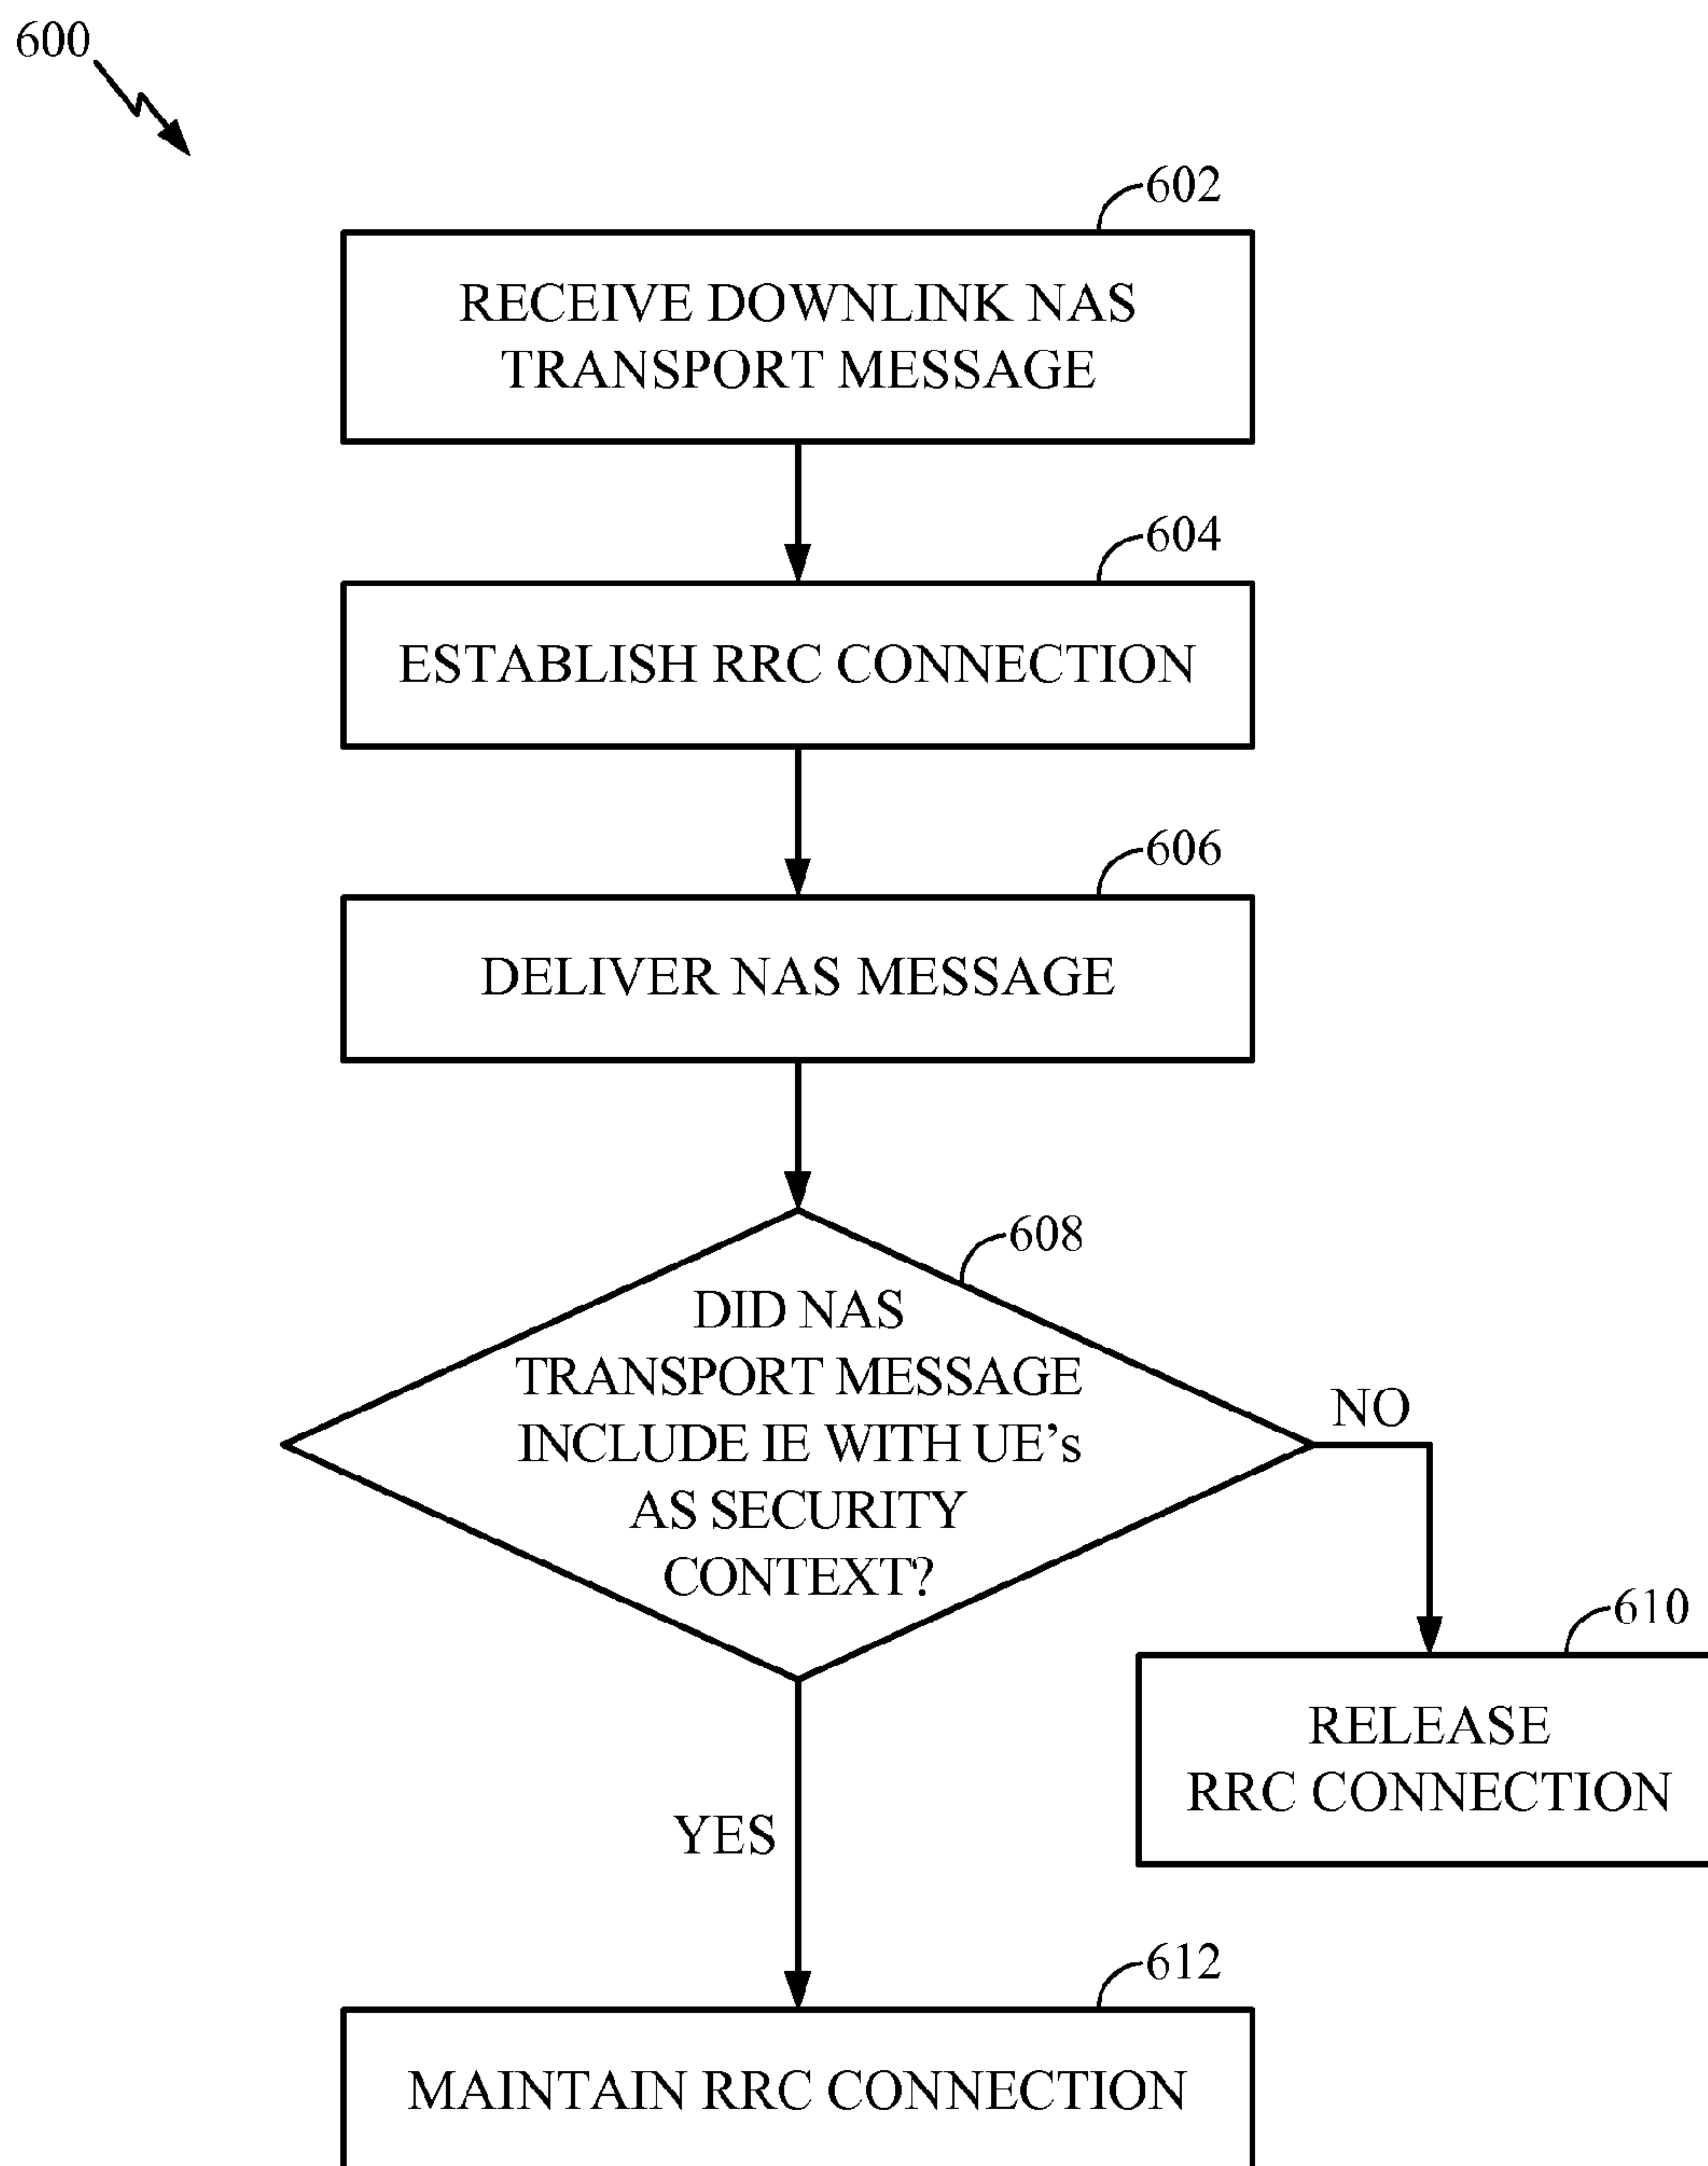 600
602
RECEIVE DOWNLINK NAS
TRANSPORT MESSAGE
604
ESTABLISH RRC CONNECTION
606
DELIVER NAS MESSAGE
608
DID NAS
TRANSPORT MESSAGE
INCLUDE IE WITH UE's
AS SECURITY
CONTEXT?
NO
610
RELEASE
RRC CONNECTION
YES
612
MAINTAIN RRC CONNECTION